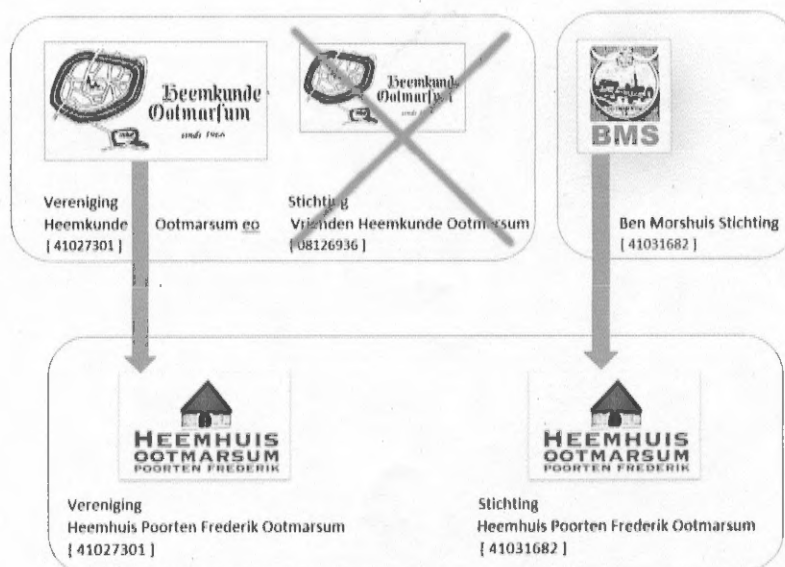 Heemkunde
Ootmarsum
sinds 1966
Vereniging
Heemkunde Ootmarsum eo
[ 41027301 ]
Heemkunde
Ootmarsum
Stichting
Vrienden Heemkunde Ootmarsum
[ 08126936 ]
BMS
Ben Morshuis Stichting
[ 41031682 ]
HEEMHUIS
OOTMARSUM
POORTEN FREDERIK
Vereniging
Heemhuis Poorten Frederik Ootmarsum
[ 41027301 ]
HEEMHUIS
OOTMARSUM
POORTEN FREDERIK
Stichting
Heemhuis Poorten Frederik Ootmarsum
[ 41031682 ]